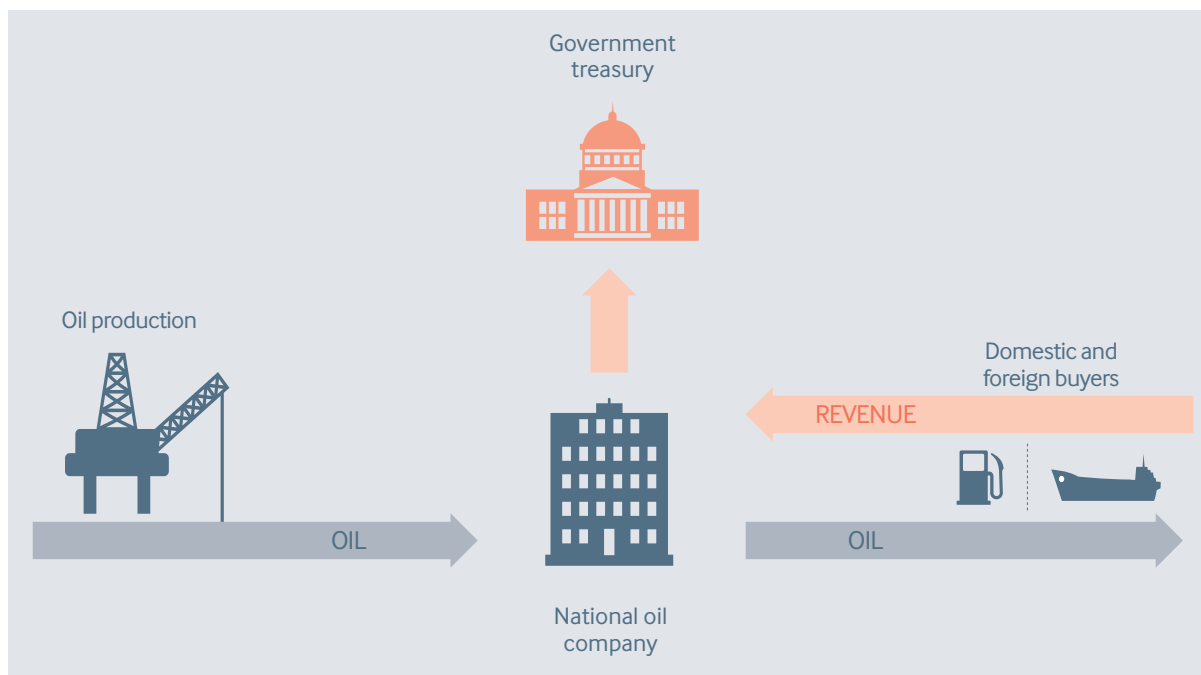 Government
treasury
Oil production
Domestic and
foreign buyers
REVENUE
OIL
OIL
National oil
company